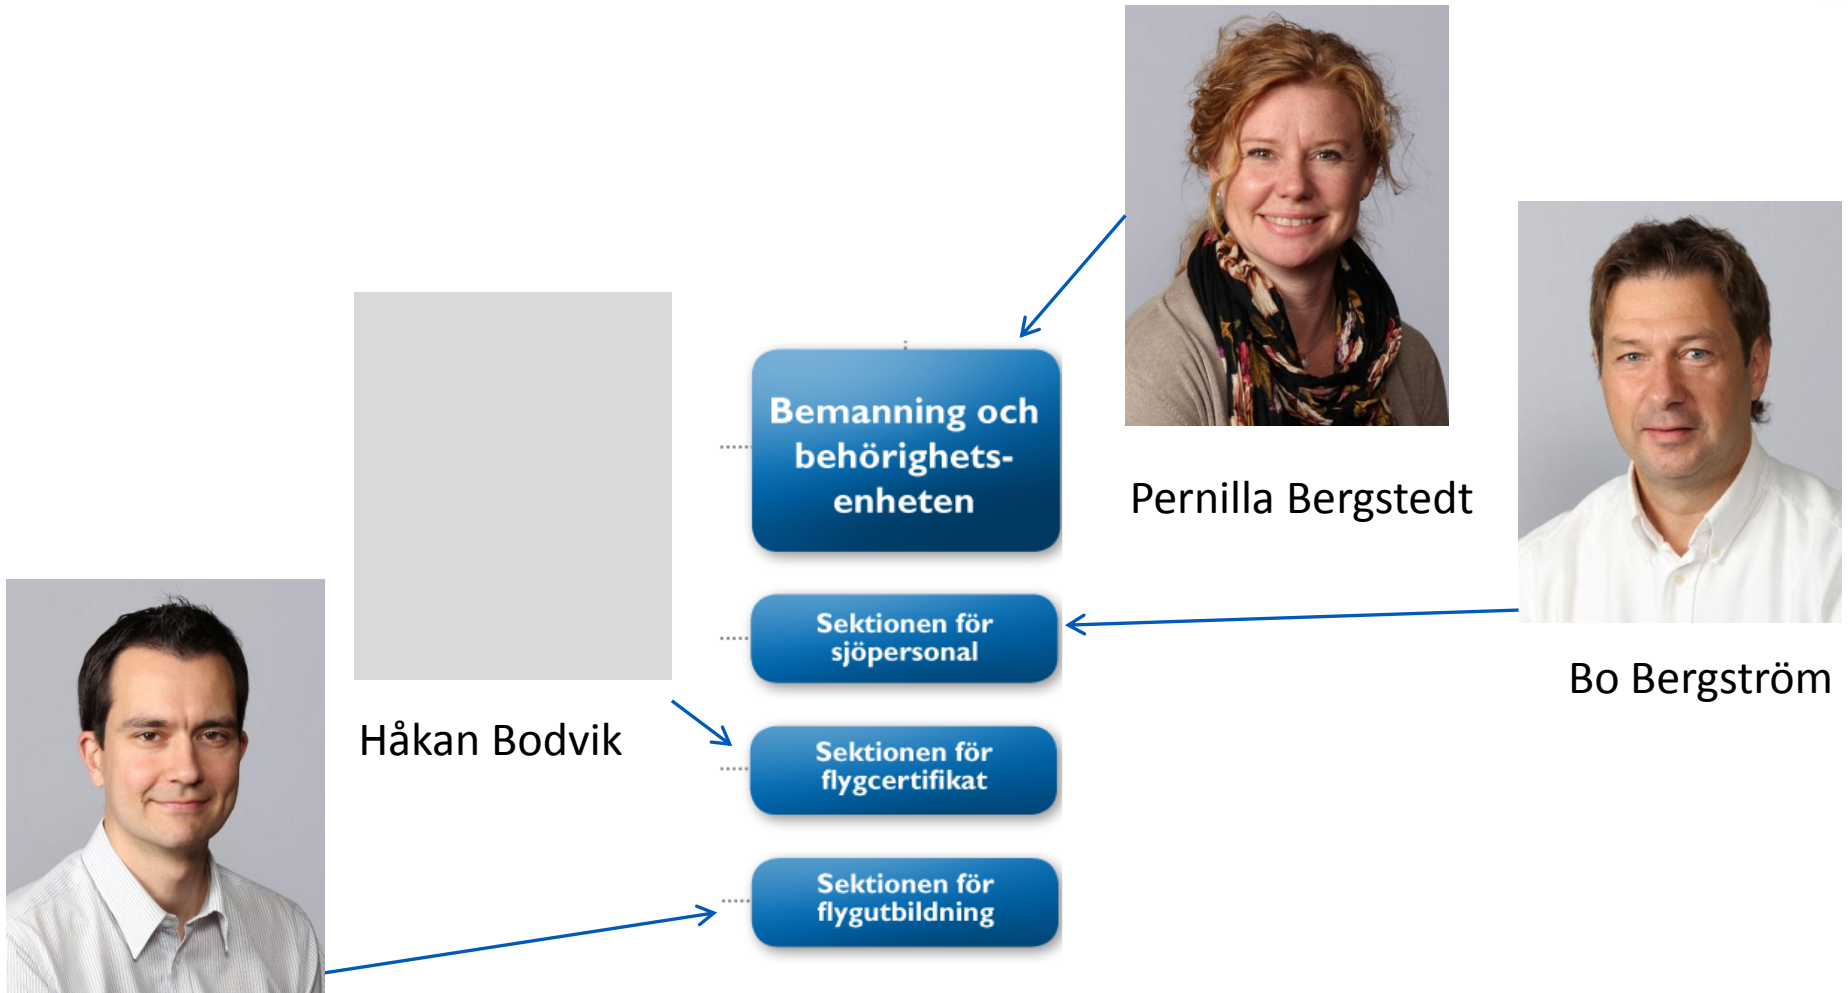 Bemanning och
behörighets-
enheten
Pernilla Bergstedt
Sektionen för
sjöpersonal
Bo Bergström
Håkan Bodvik
Sektionen för
flygcertifikat
Sektionen för
flygutbildning